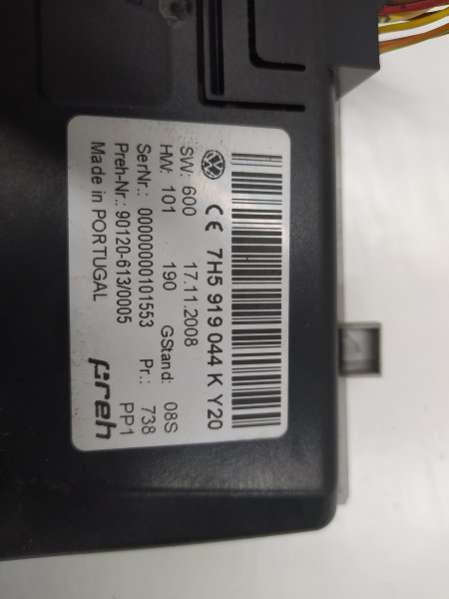 CE 7H5 919 044 K Y20
SW: 600 17.11.2008 GStand: 08S
HW: 101 190 Pr.: 738
SerNr.: 00000000101553 PP1
Preh-Nr.: 90120-613/0005
Made in PORTUGAL preh